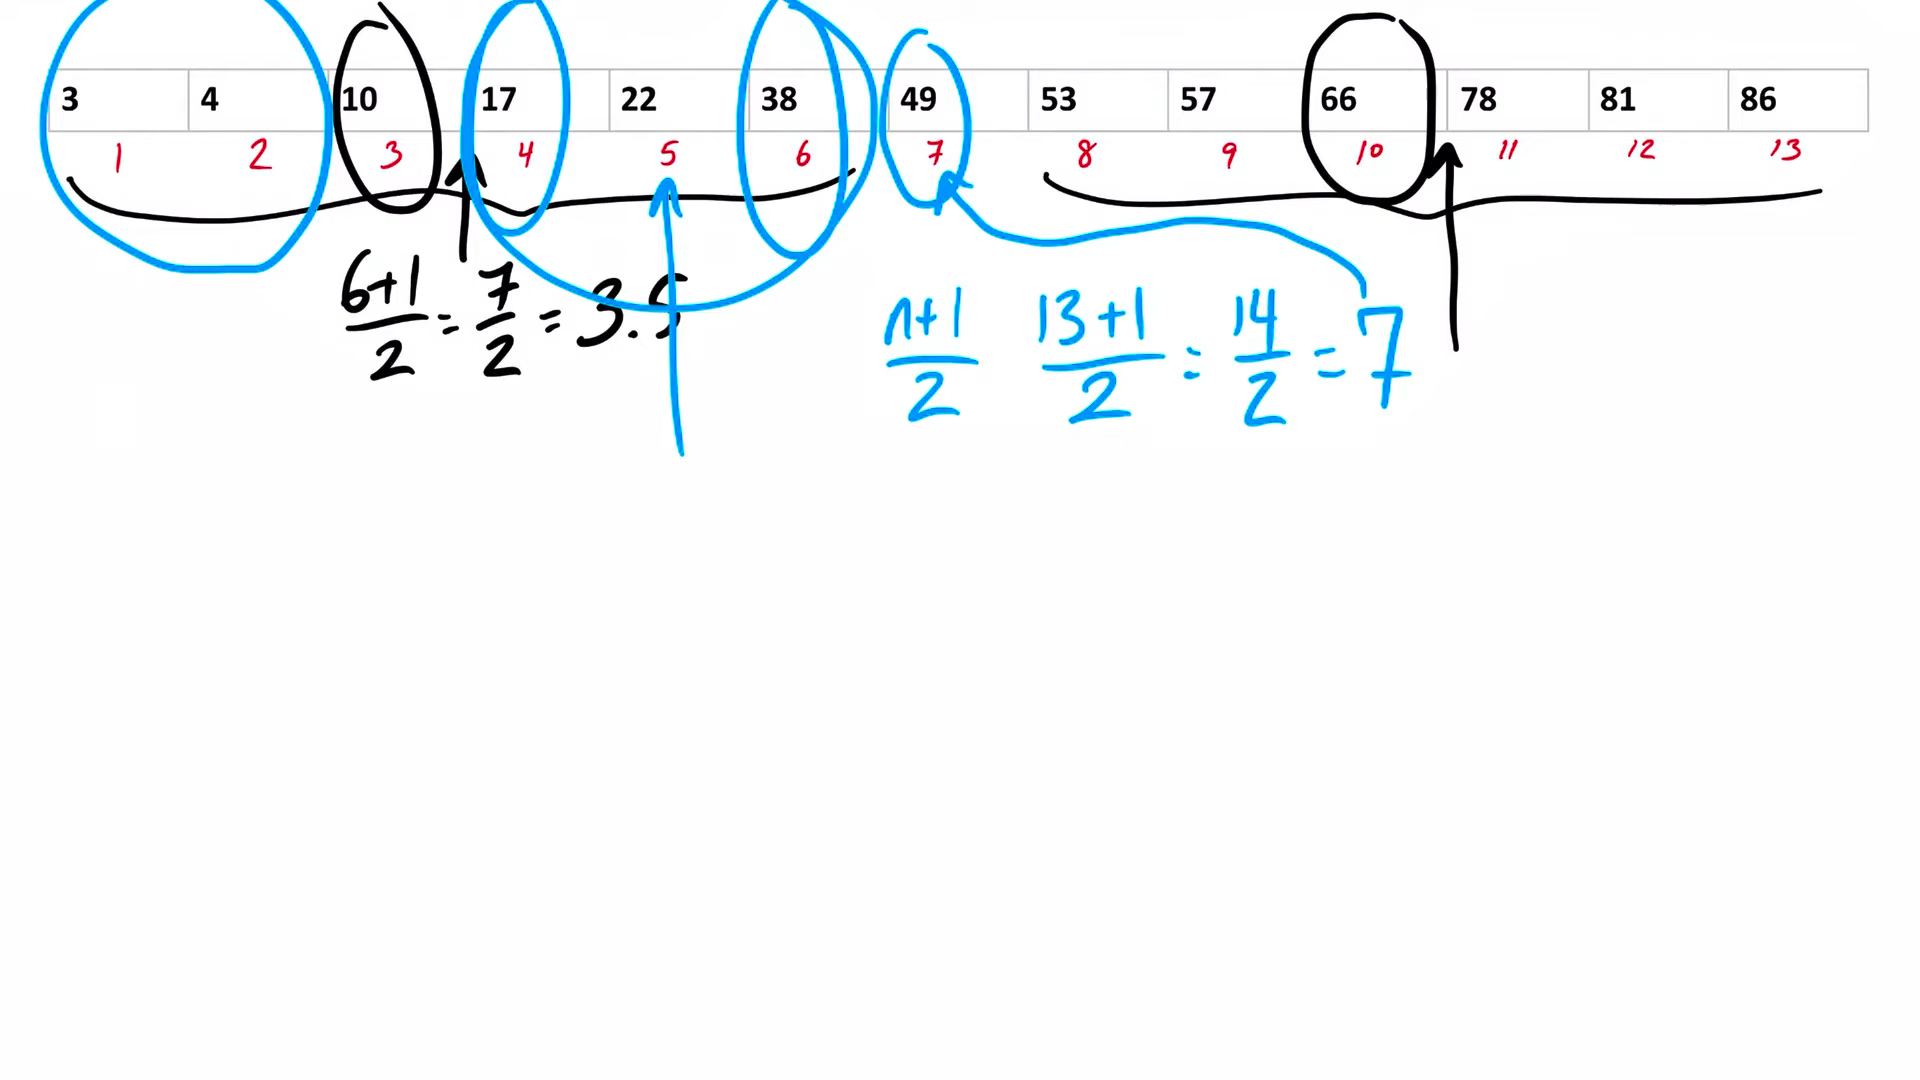 3 4 10 17 22 38 49 53 57 66 78 81 86
1 2 3 4 5 6 7 8 9 10 11 12 13
6+1/2 = 7/2 = 3.5
n+1/2 13+1/2 = 14/2 = 7